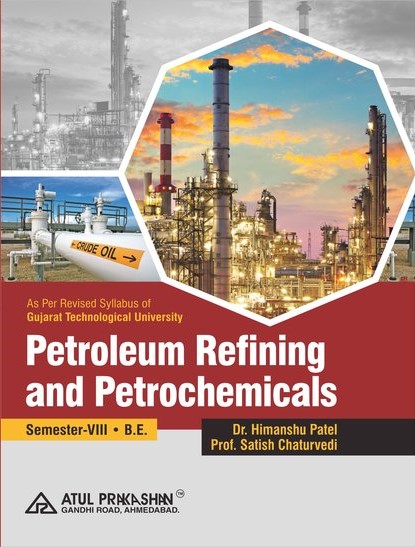 CRUDE OIL →
As Per Revised Syllabus of
Gujarat Technological University
Petroleum Refining
and Petrochemicals
Semester-VIII • B.E.
Dr. Himanshu Patel
Prof. Satish Chaturvedi
ATUL PRAKASHAN™
GANDHI ROAD, AHMEDABAD.